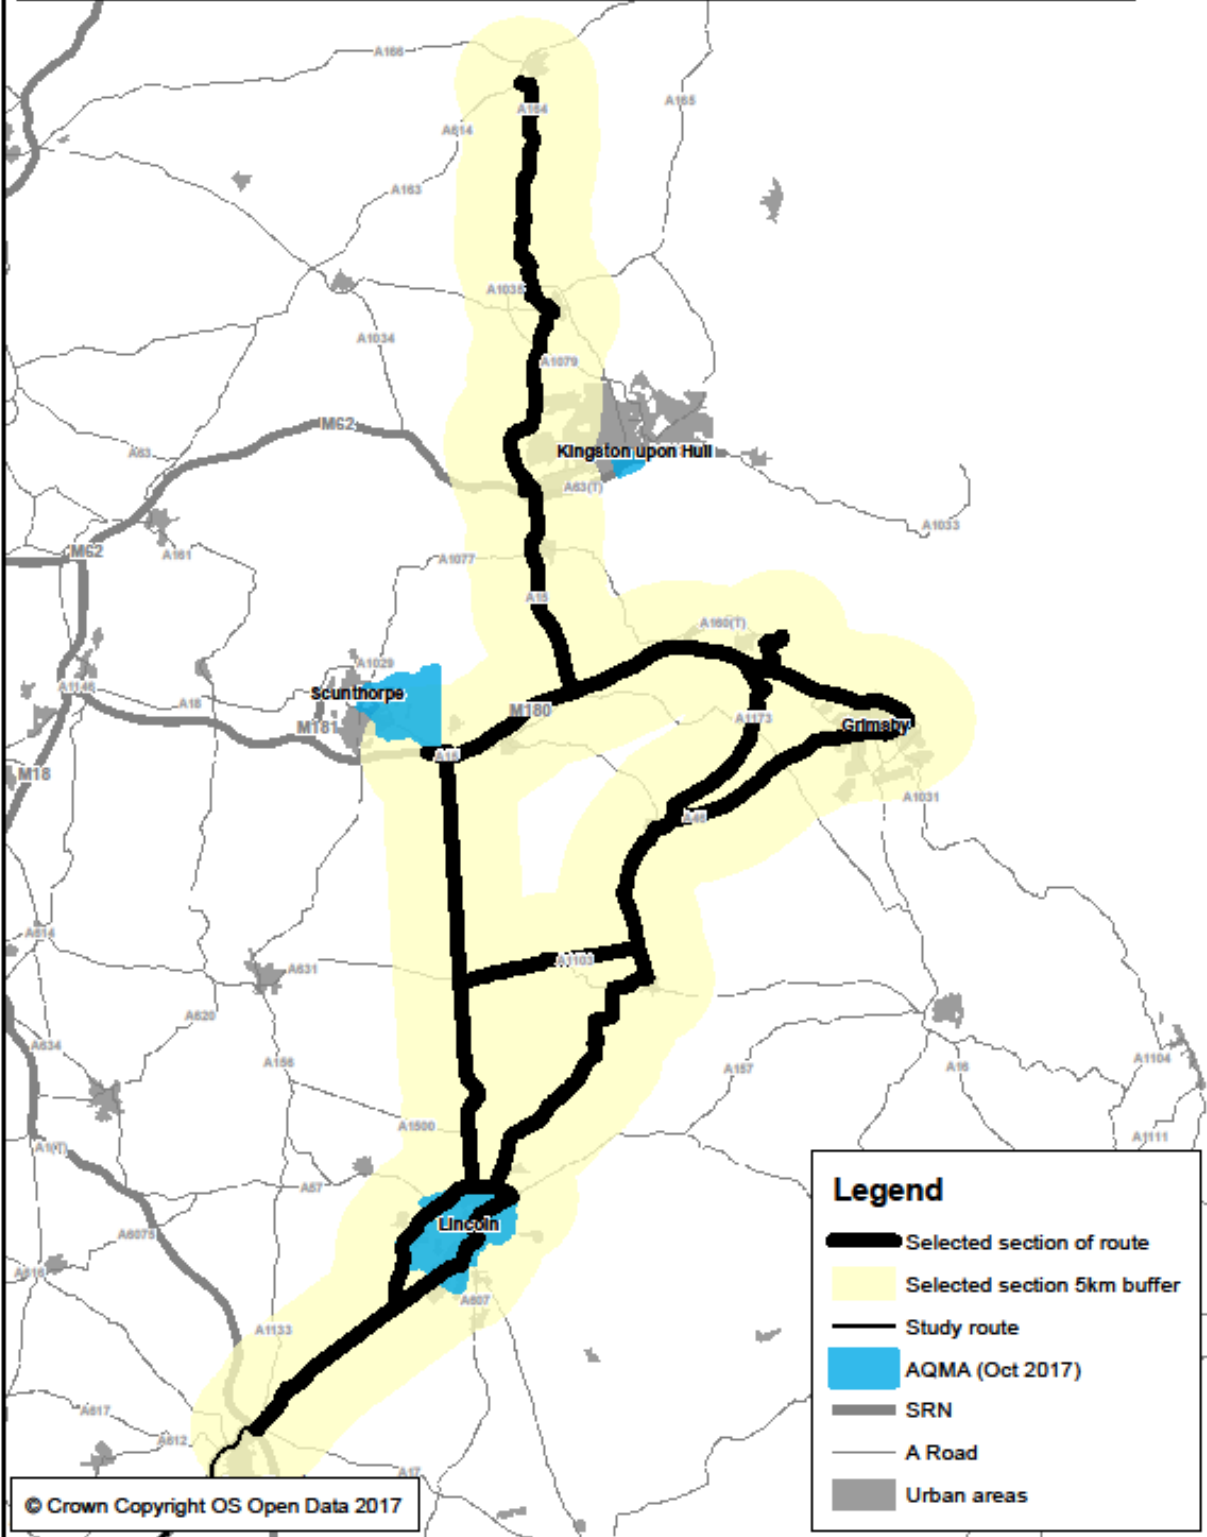 A166
A164
A165
A614
A163
A1035
A1034
A1079
M62
A63
Kingston upon Hull
A63(T)
A1033
M62
A161
A1077
A15
A160(T)
A1029
A1146
A18
Scunthorpe
M181
M180
A1173
Grimsby
M18
A15
A1031
A46
A614
A631
A1103
A620
A634
A156
A157
A16
A1104
A1500
A1(T)
A1111
A57
Lincoln
A6075
A616
A607
A1133
A617
A612
A17
Legend
Selected section of route
Selected section 5km buffer
Study route
AQMA (Oct 2017)
SRN
A Road
Urban areas
© Crown Copyright OS Open Data 2017